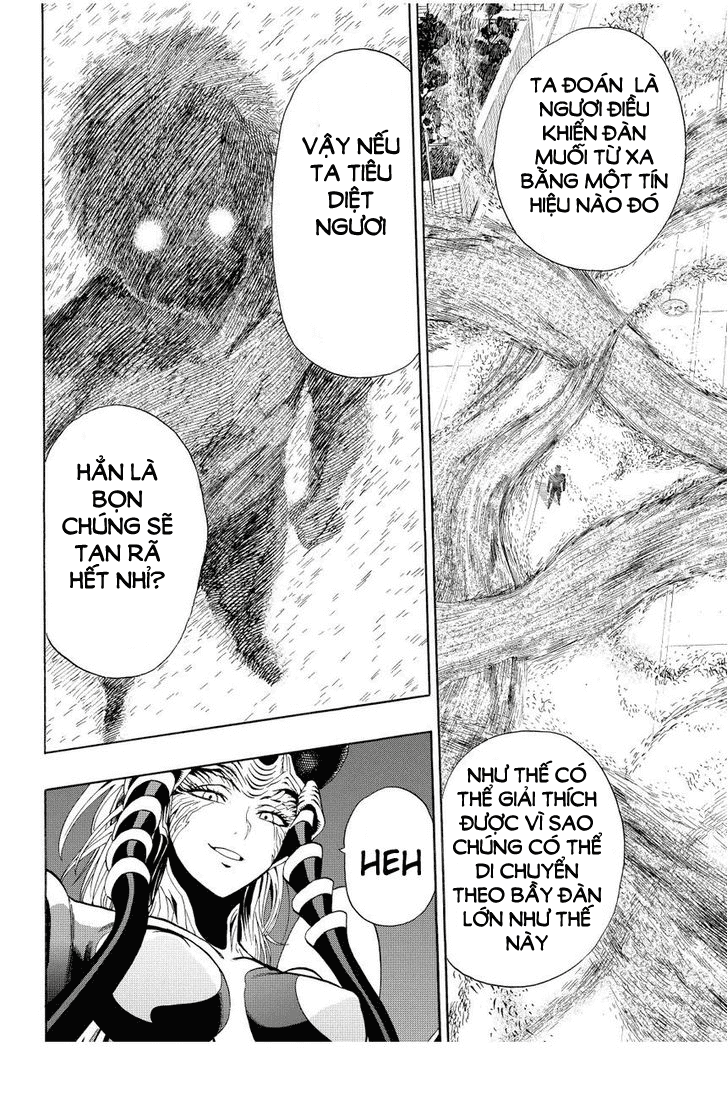 TA ĐOÁN LÀ
NGƯƠI ĐIỀU
KHIỂN ĐÀN
MUỖI TỪ XA
BẰNG MỘT TÍN
HIỆU NÀO ĐÓ
NHƯ THẾ CÓ
THỂ GIẢI THÍCH
ĐƯỢC VÌ SAO
CHÚNG CÓ THỂ
DI CHUYỂN
THEO BẦY ĐÀN
LỚN NHƯ THẾ
NÀY
VẬY NẾU
TA TIÊU
DIỆT
NGƯƠI
HẲN LÀ
BỌN
CHÚNG SẼ
TAN RÃ
HẾT NHỈ?
HEH